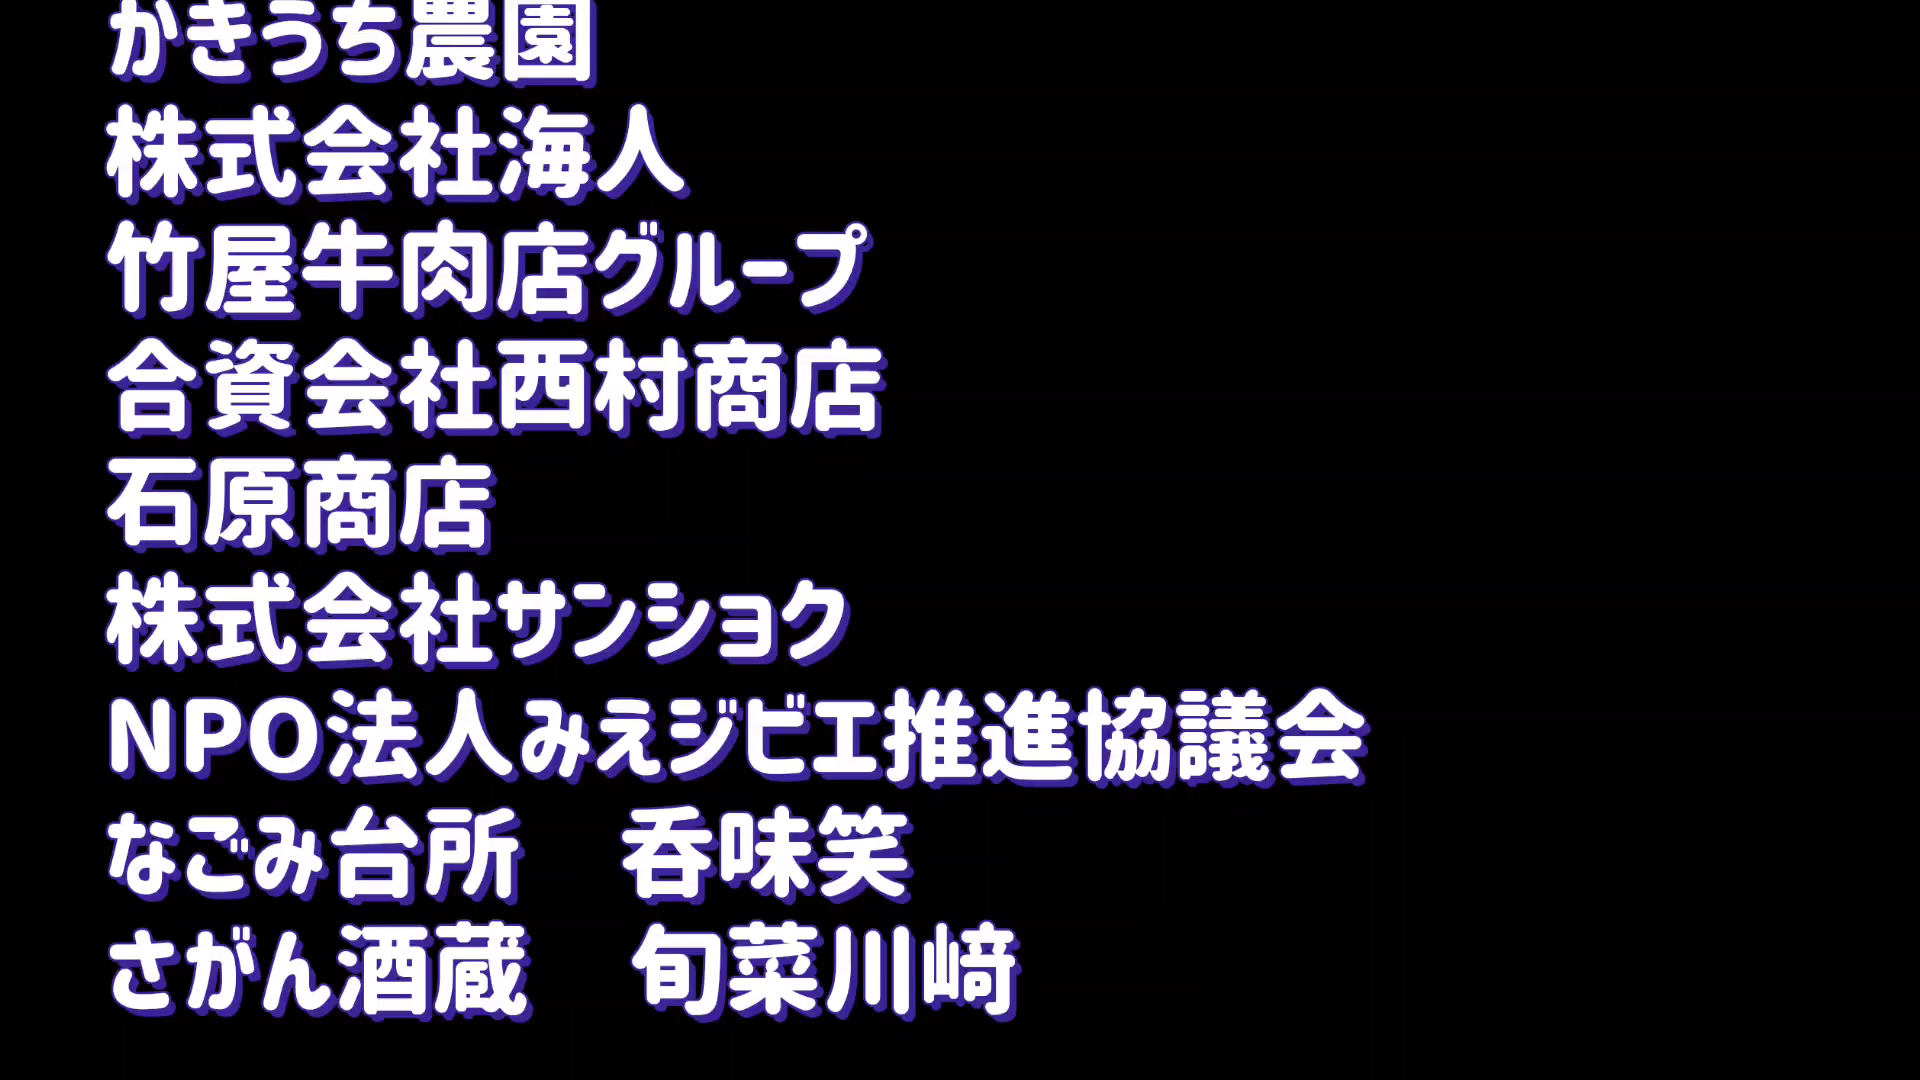 かきうち農園
株式会社海人
竹屋牛肉店グループ
合資会社西村商店
石原商店
株式会社サンショク
NPO法人みえジビエ推進協議会
なごみ台所　呑味笑
さがん酒蔵　旬菜川﨑